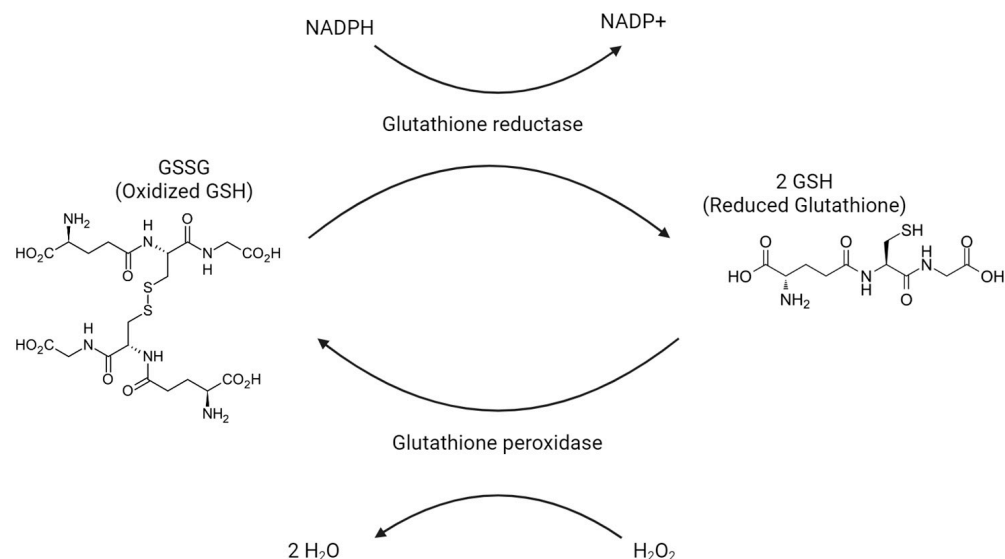 NADPH
NADP+
Glutathione reductase
GSSG
(Oxidized GSH)
2 GSH
(Reduced Glutathione)
NH₂
HO₂C
O
H
N
O
N
H
CO₂H
S
S
HO₂C
H
N
O
NH
O
CO₂H
NH₂
O
HO
NH₂
O
N
H
SH
O
H
N
O
OH
Glutathione peroxidase
2 H₂O
H₂O₂